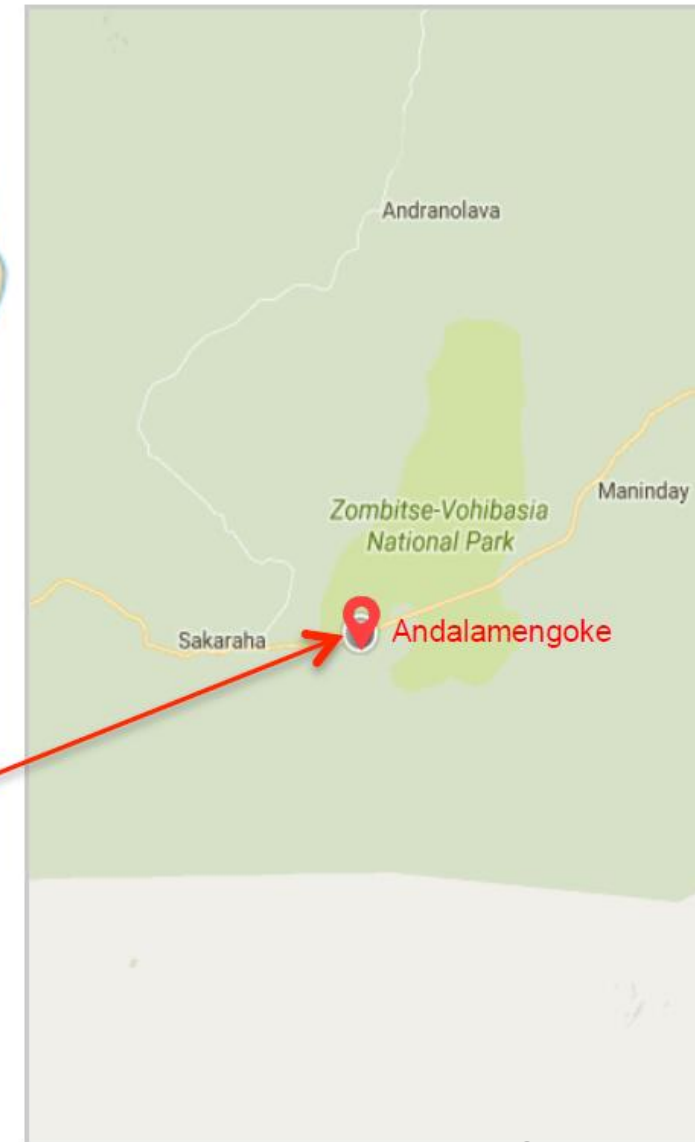 Andranolava
Maninday
Zombitse-Vohibasia
National Park
Andalamengoke
Sakaraha